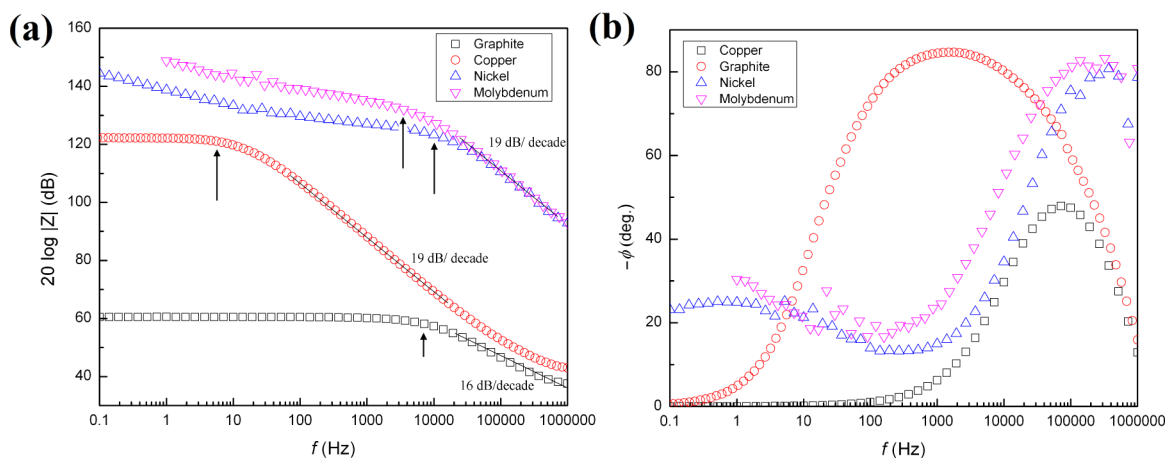 (a)
160
140
120
100
80
60
40
20 log |Z| (dB)
Graphite
Copper
Nickel
Molybdenum
19 dB/ decade
19 dB/ decade
16 dB/decade
0.1 1 10 100 1000 10000 100000 1000000
f (Hz)
(b)
80
60
40
20
0
-ϕ (deg.)
Copper
Graphite
Nickel
Molybdenum
0.1 1 10 100 1000 10000 100000 1000000
f (Hz)